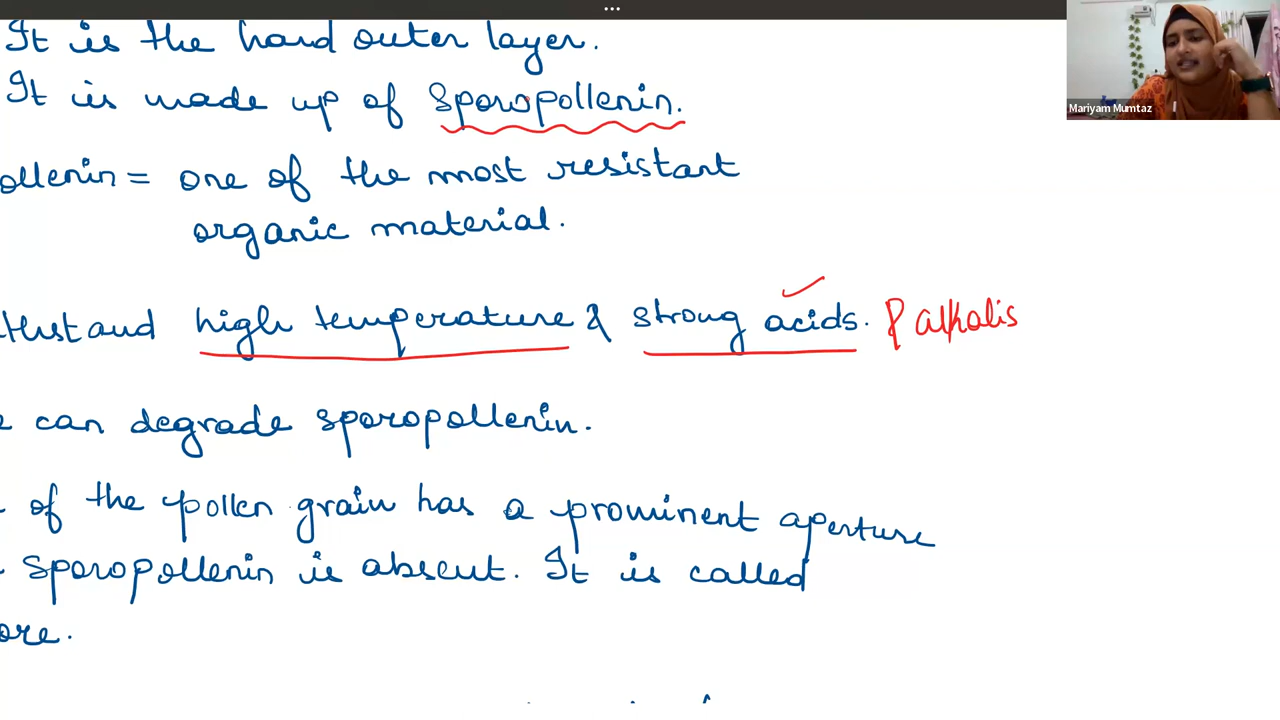 It is the hard outer layer.
It is made up of Sporopollenin.
ollenin = one of the most resistant
organic material.
thstand high temperature & strong acids. & alkalis
e can degrade sporopollenin.
of the pollen grain has a prominent aperture
sporopollenin is absent. It is called
ore.
Mariyam Mumtaz